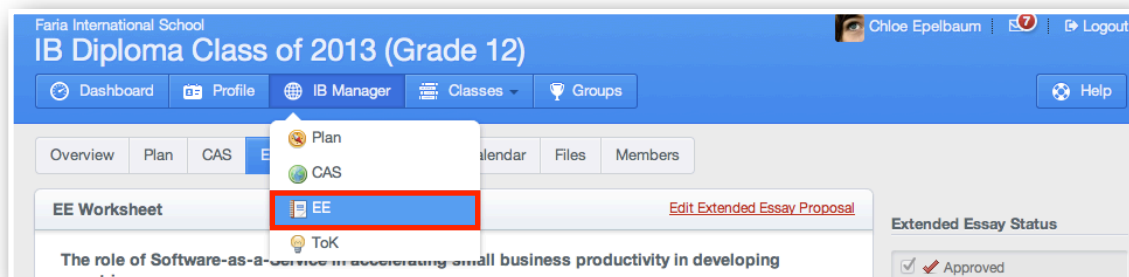 Faria International School
Chloe Epelbaum
7
Logout
IB Diploma Class of 2013 (Grade 12)
Dashboard
Profile
IB Manager
Classes
Groups
Help
Plan
CAS
EE
ToK
Overview
Plan
CAS
E
alendar
Files
Members
EE Worksheet
Edit Extended Essay Proposal
The role of Software-as-a-Service in accelerating small business productivity in developing
Extended Essay Status
Approved